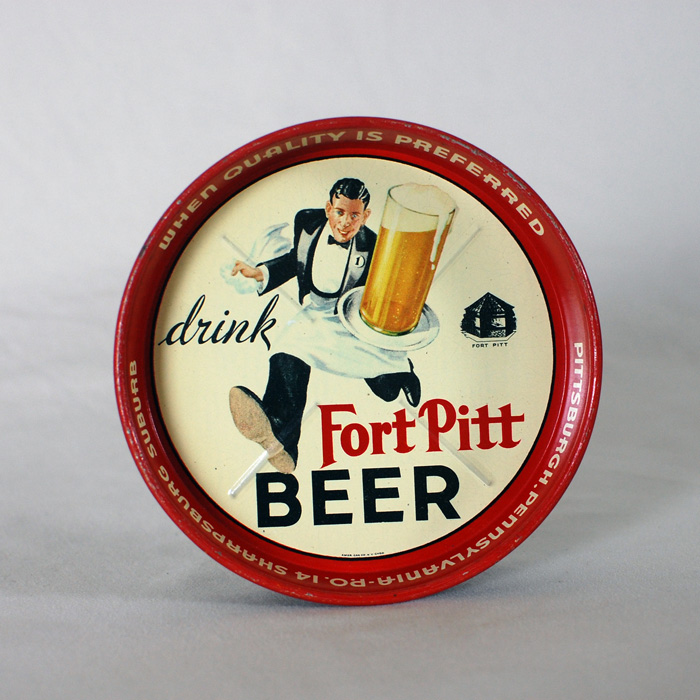 WHEN QUALITY IS PREFERRED
drink
FORT PITT
Fort Pitt
BEER
PITTSBURGH, PENNSYLVANIA-P.O. 14 SHARPSBURG SUBURB